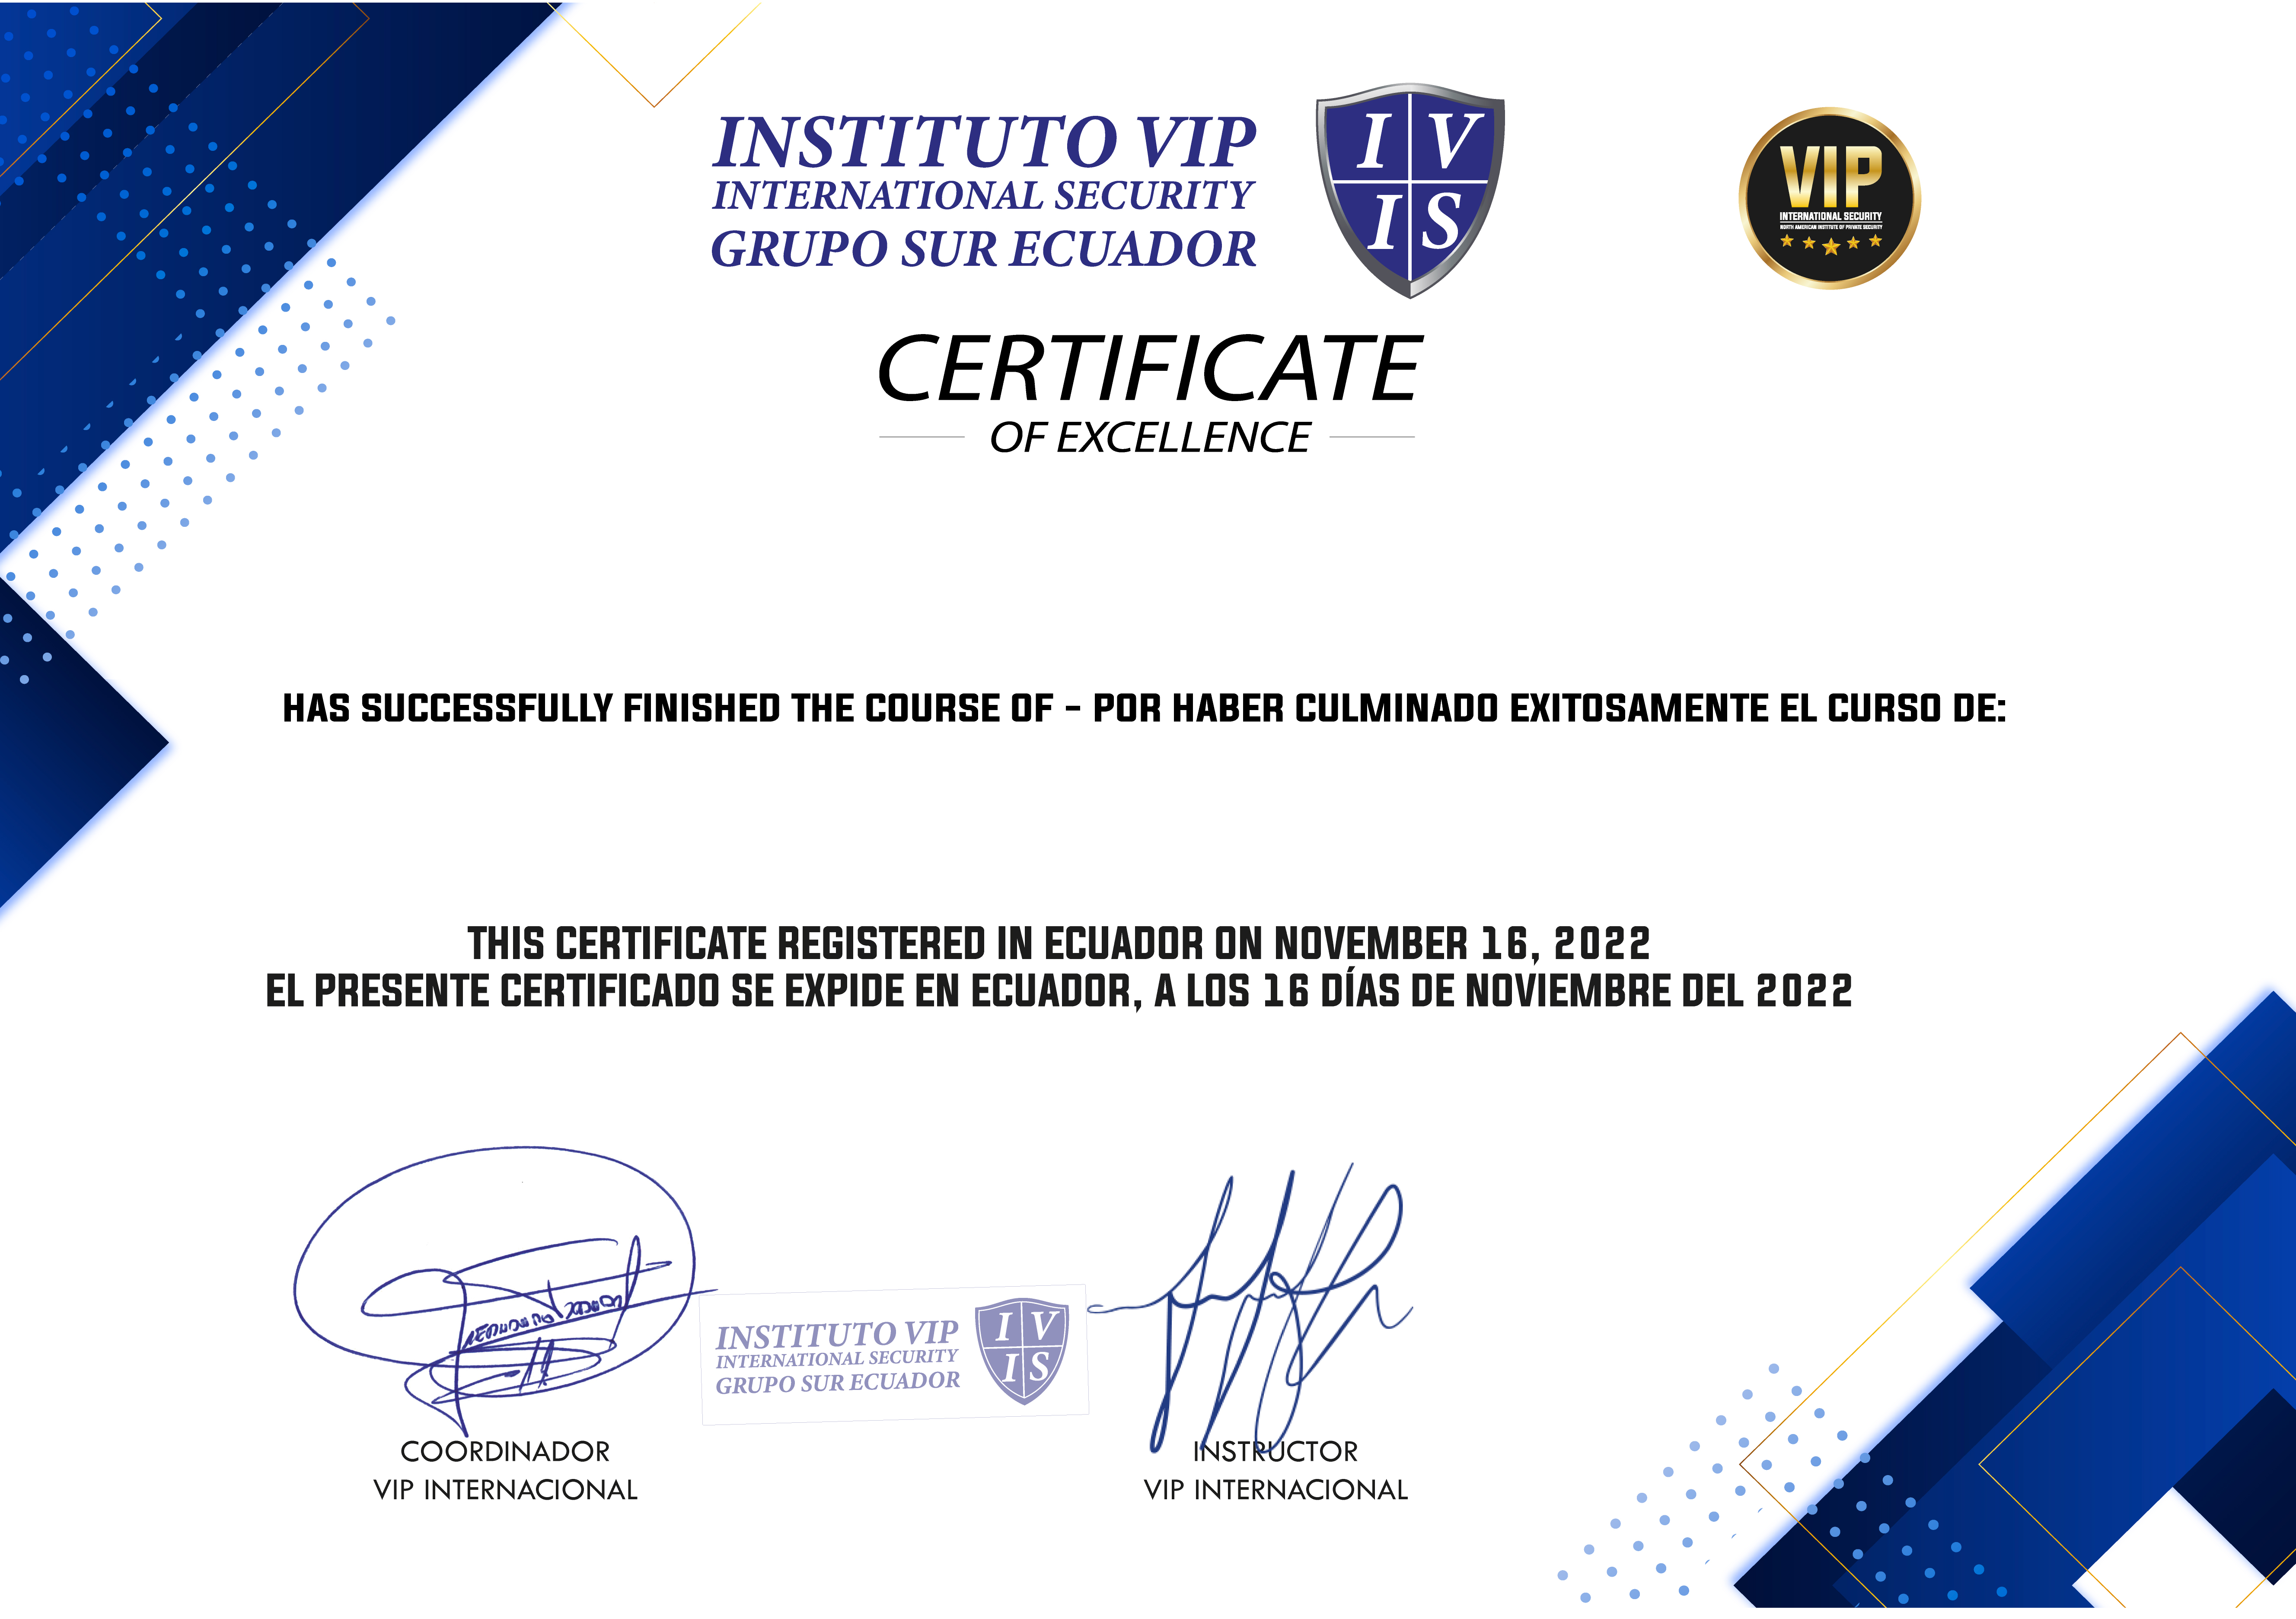 INSTITUTO VIP
INTERNATIONAL SECURITY
GRUPO SUR ECUADOR
I V
I S
VIP
INTERNATIONAL SECURITY
NORTH AMERICAN INSTITUTE OF PRIVATE SECURITY
CERTIFICATE
OF EXCELLENCE
HAS SUCCESSFULLY FINISHED THE COURSE OF - POR HABER CULMINADO EXITOSAMENTE EL CURSO DE:
THIS CERTIFICATE REGISTERED IN ECUADOR ON NOVEMBER 16, 2022
EL PRESENTE CERTIFICADO SE EXPIDE EN ECUADOR, A LOS 16 DÍAS DE NOVIEMBRE DEL 2022
INSTITUTO VIP
INTERNATIONAL SECURITY
GRUPO SUR ECUADOR
I V
I S
COORDINADOR
VIP INTERNACIONAL
INSTRUCTOR
VIP INTERNACIONAL